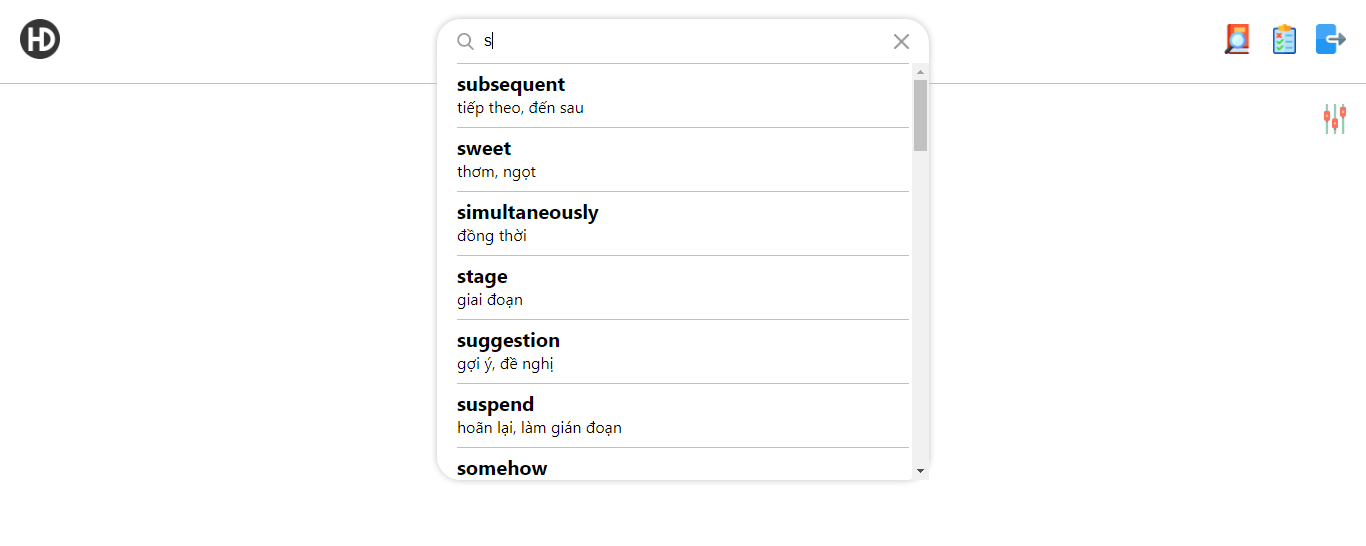 HD
s
subsequent
tiếp theo, đến sau
sweet
thơm, ngọt
simultaneously
đồng thời
stage
giai đoạn
suggestion
gợi ý, đề nghị
suspend
hoãn lại, làm gián đoạn
somehow